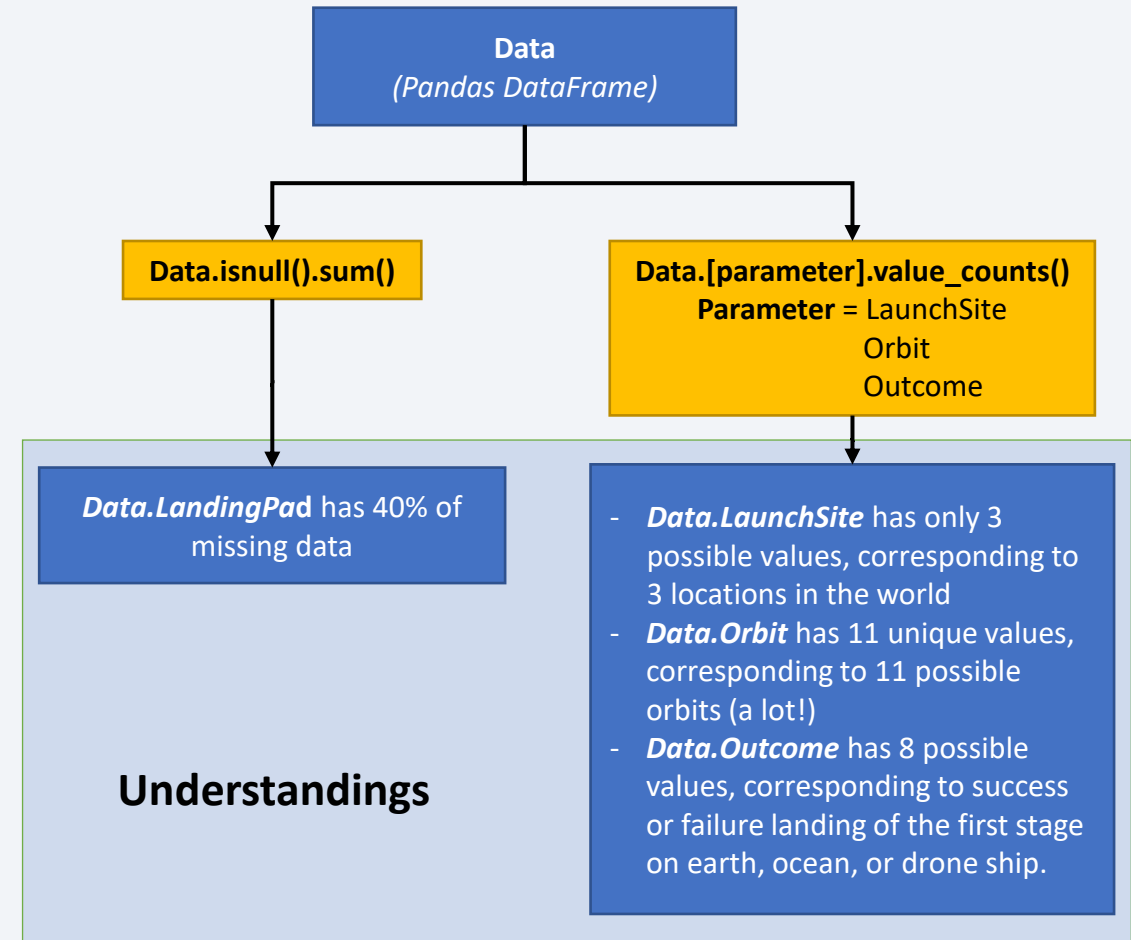 Data
(Pandas DataFrame)
Data.isnull().sum()
Data.[parameter].value_counts()
Parameter = LaunchSite
Orbit
Outcome
Data.LandingPad has 40% of
missing data
- Data.LaunchSite has only 3
possible values, corresponding to
3 locations in the world
- Data.Orbit has 11 unique values,
corresponding to 11 possible
orbits (a lot!)
- Data.Outcome has 8 possible
values, corresponding to success
or failure landing of the first stage
on earth, ocean, or drone ship.
Understandings